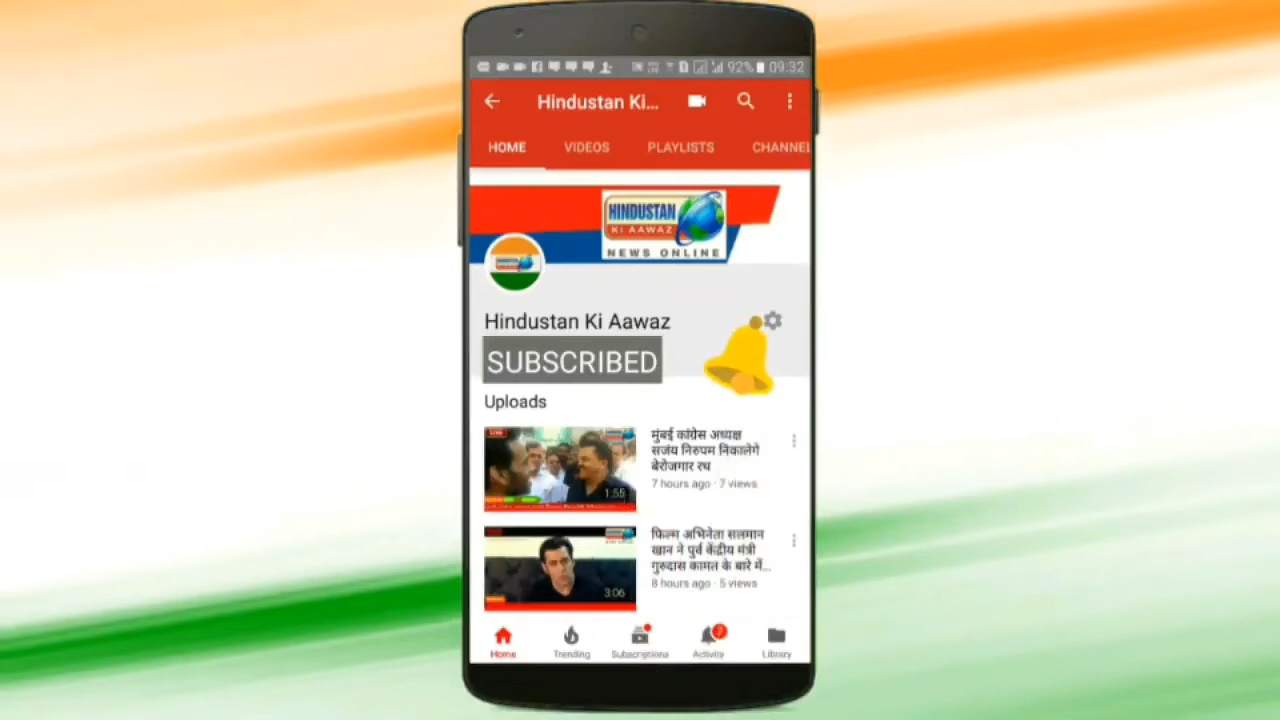 92% 09:32
Hindustan Ki...
HOME VIDEOS PLAYLISTS CHANNEL
HINDUSTAN
KI AAWAZ
NEWS ONLINE
Hindustan Ki Aawaz
SUBSCRIBED
Uploads
मुंबई कांग्रेस अध्यक्ष
सजंय निरुपम निकालेगे
बेरोजगार रथ
7 hours ago · 7 views
1:55
फिल्म अभिनेता सलमान
खान ने पुर्व केंद्रीय मंत्री
गुरुदास कामत के बारे में...
8 hours ago · 5 views
3:06
Home Trending Subscriptions Activity Library